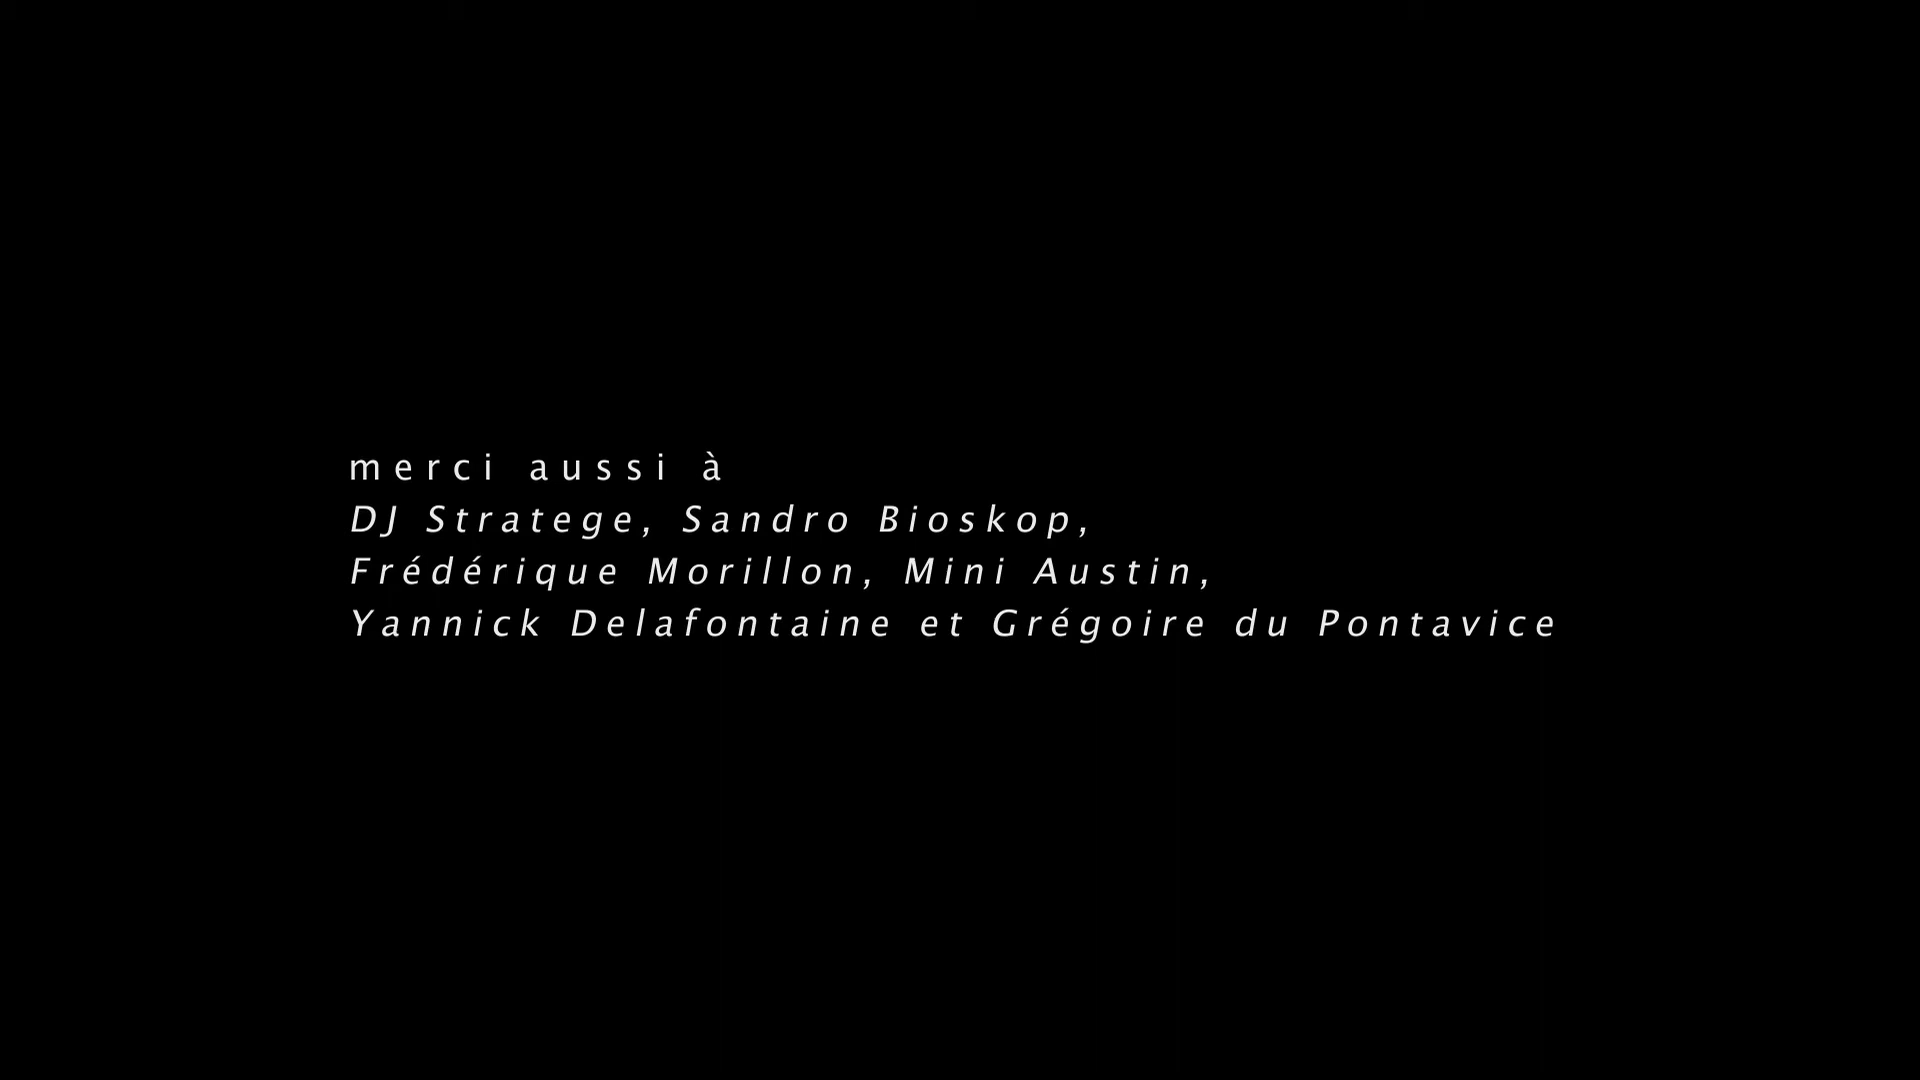 merci aussi à
DJ Stratege, Sandro Bioskop,
Frédérique Morillon, Mini Austin,
Yannick Delafontaine et Grégoire du Pontavice